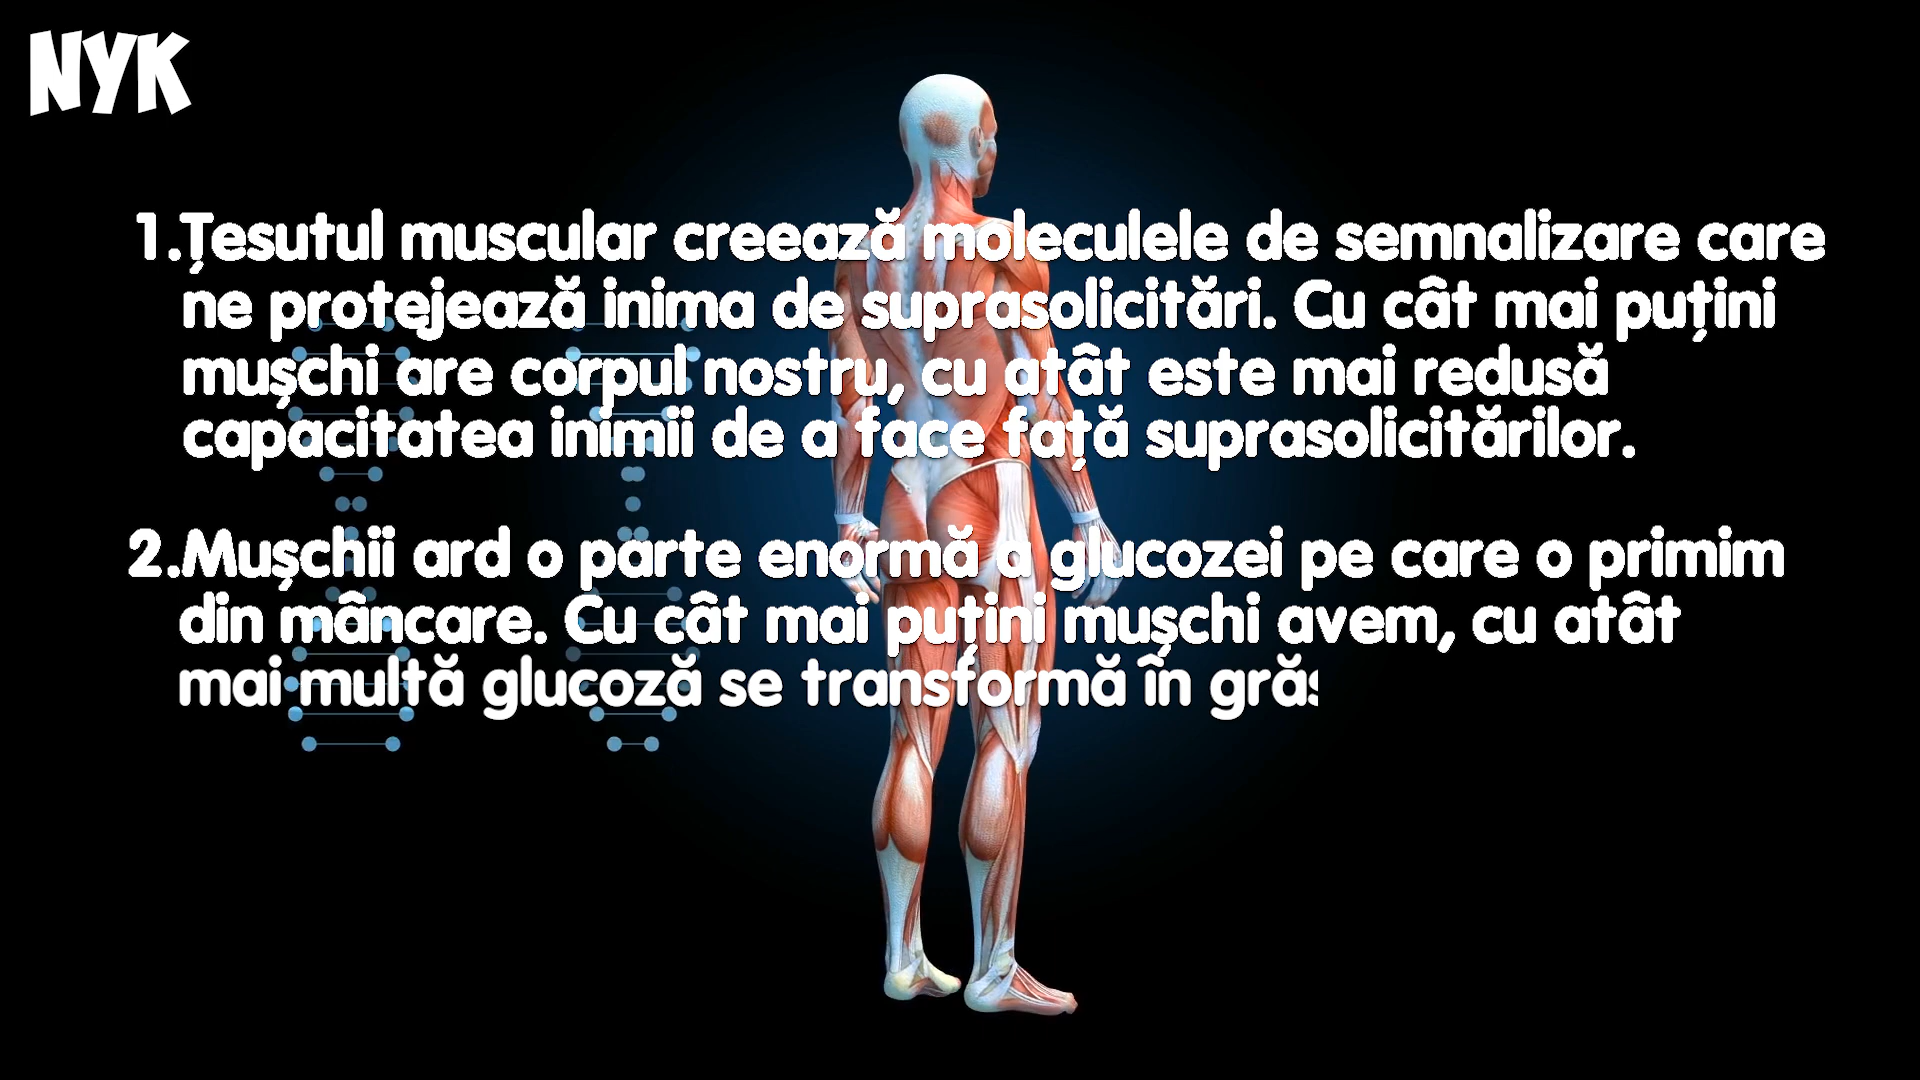 NYK
1.Țesutul muscular creează moleculele de semnalizare care
ne protejează inima de suprasolicitări. Cu cât mai puțini
mușchi are corpul nostru, cu atât este mai redusă
capacitatea inimii de a face față suprasolicitărilor.
2.Mușchii ard o parte enormă a glucozei pe care o primim
din mâncare. Cu cât mai puțini mușchi avem, cu atât
mai multă glucoză se transformă în